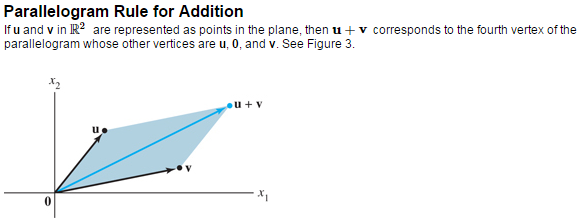 Parallelogram Rule for Addition
If u and v in ℝ² are represented as points in the plane, then u + v corresponds to the fourth vertex of the
parallelogram whose other vertices are u, 0, and v. See Figure 3.
x₂
u + v
u
v
x₁
0